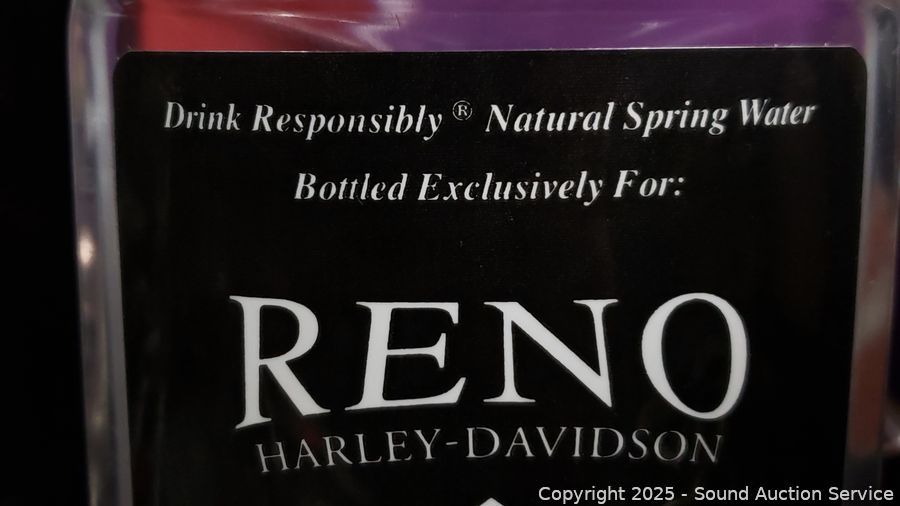 Drink Responsibly® Natural Spring Water
Bottled Exclusively For:
RENO
HARLEY-DAVIDSON
Copyright 2025 - Sound Auction Service